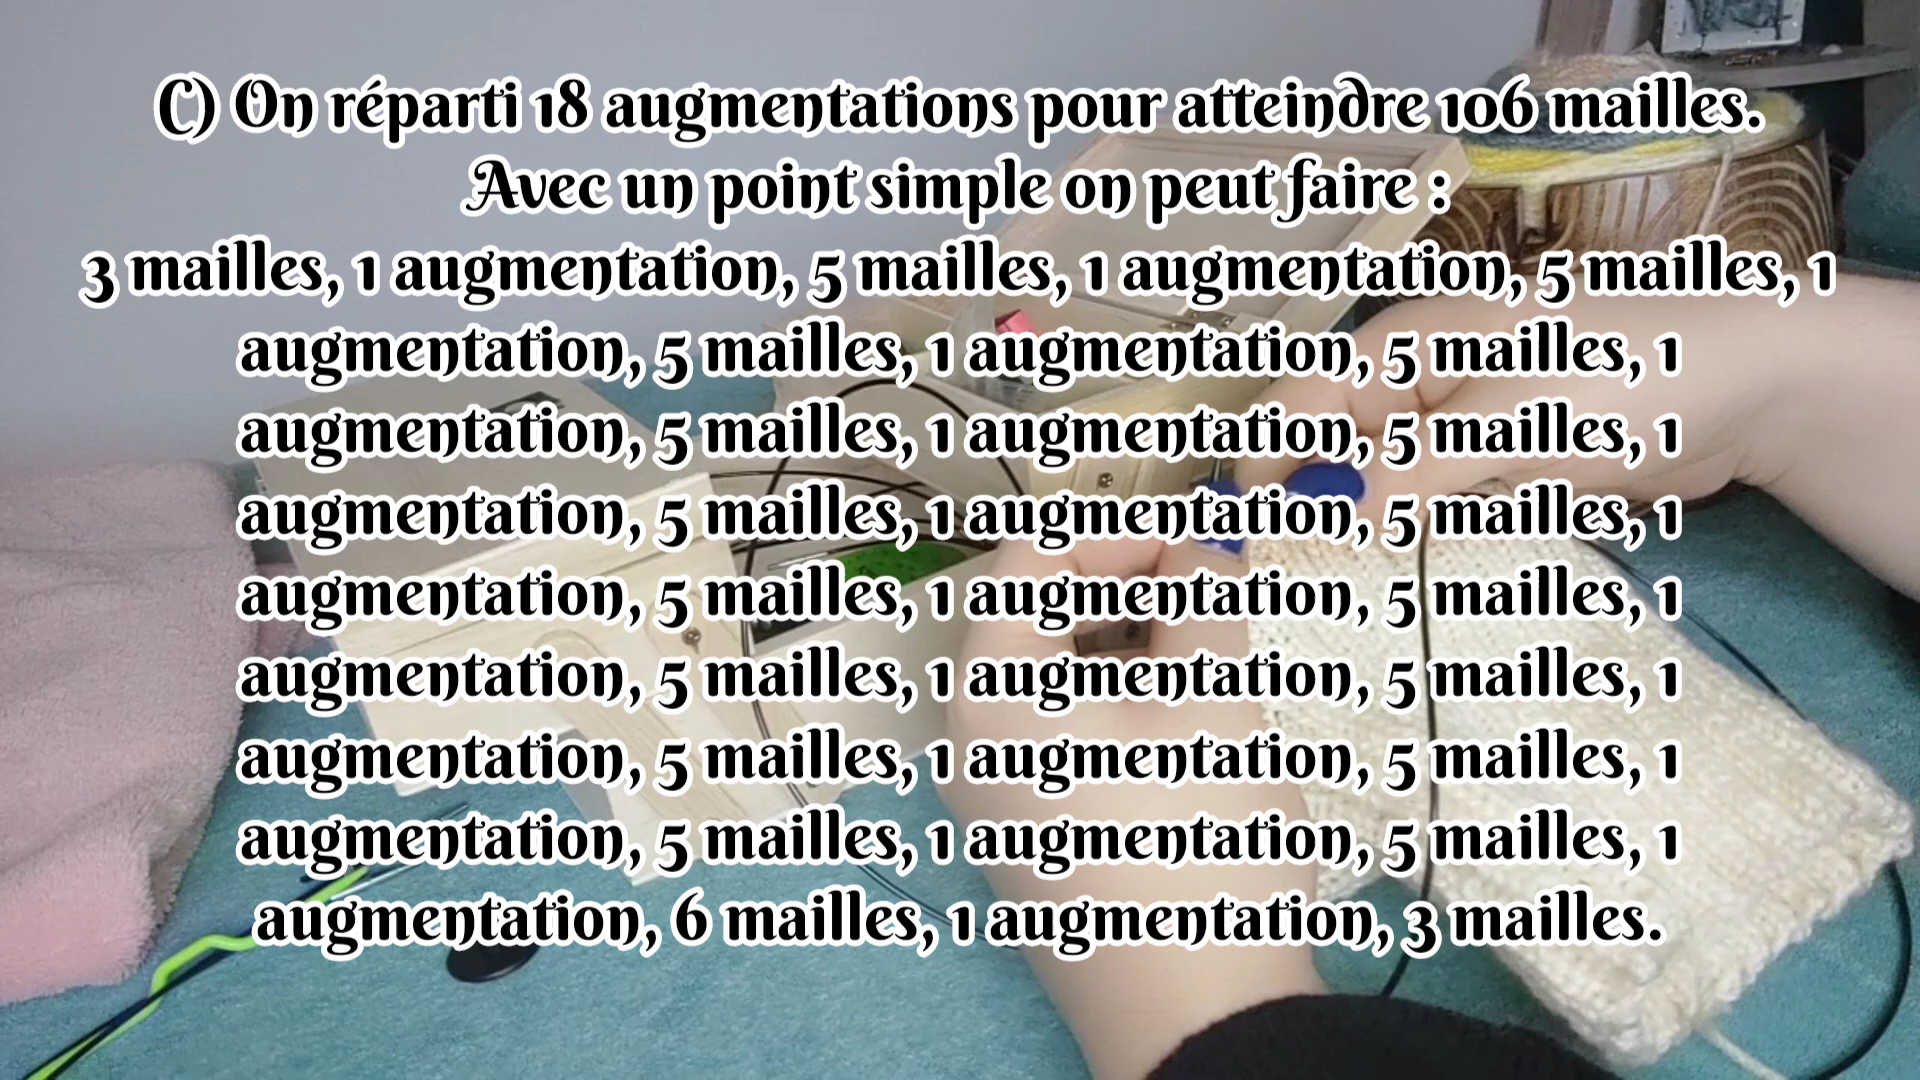 C) On réparti 18 augmentations pour atteindre 106 mailles.
Avec un point simple on peut faire :
3 mailles, 1 augmentation, 5 mailles, 1 augmentation, 5 mailles, 1
augmentation, 5 mailles, 1 augmentation, 5 mailles, 1
augmentation, 5 mailles, 1 augmentation, 5 mailles, 1
augmentation, 5 mailles, 1 augmentation, 5 mailles, 1
augmentation, 5 mailles, 1 augmentation, 5 mailles, 1
augmentation, 5 mailles, 1 augmentation, 5 mailles, 1
augmentation, 5 mailles, 1 augmentation, 5 mailles, 1
augmentation, 5 mailles, 1 augmentation, 5 mailles, 1
augmentation, 6 mailles, 1 augmentation, 3 mailles.